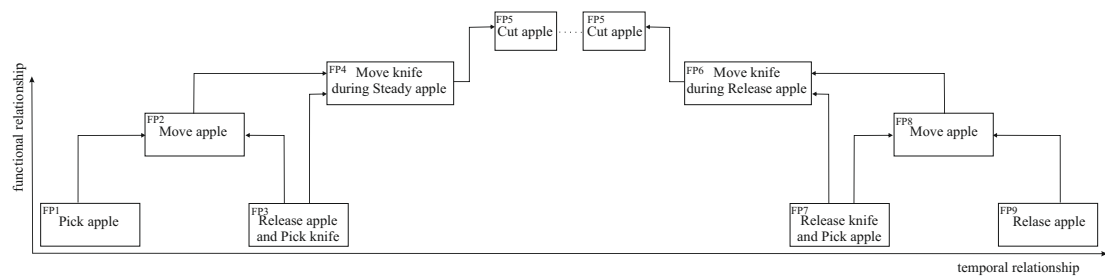 FP5
Cut apple
FP5
Cut apple
FP4
Move knife
during Steady apple
FP6
Move knife
during Release apple
FP2
Move apple
FP8
Move apple
FP1
Pick apple
FP3
Release apple
and Pick knife
FP7
Release knife
and Pick apple
FP9
Relase apple
functional relationship
temporal relationship